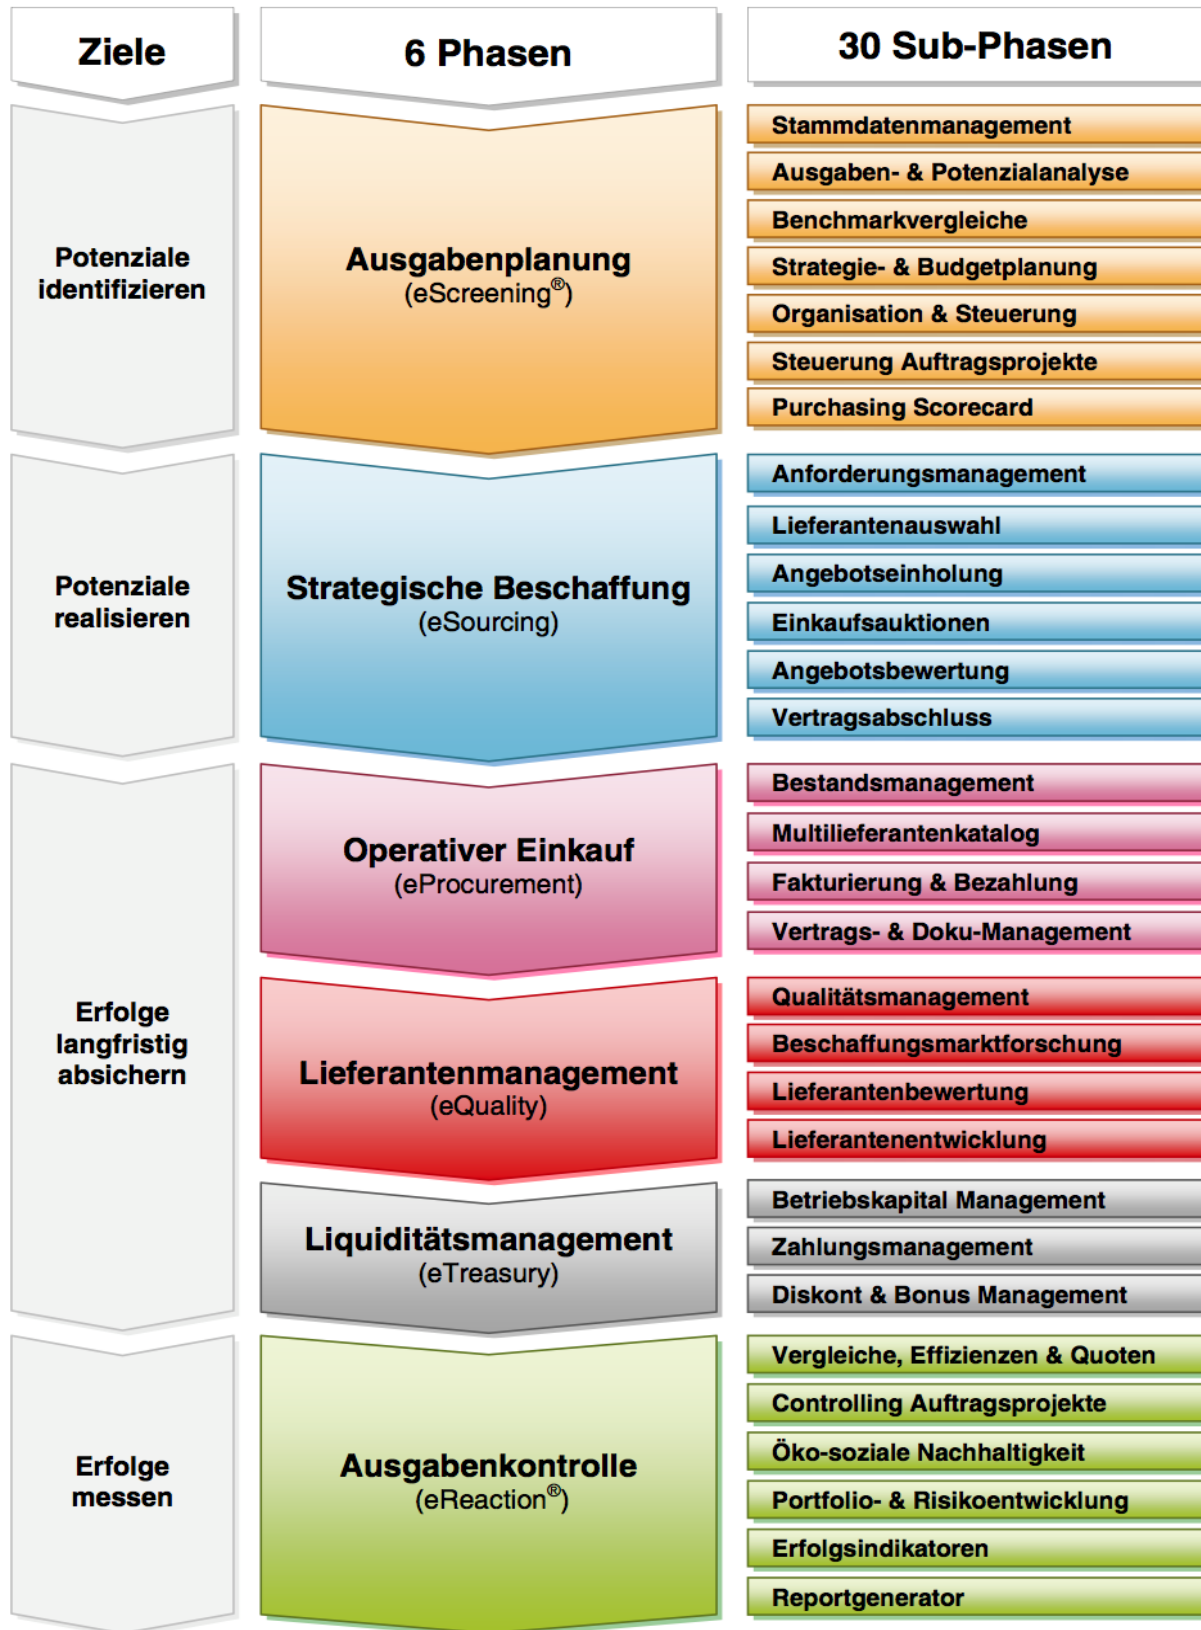 Ziele
6 Phasen
30 Sub-Phasen
Potenziale
identifizieren
Ausgabenplanung
(eScreening®)
Stammdatenmanagement
Ausgaben- & Potenzialanalyse
Benchmarkvergleiche
Strategie- & Budgetplanung
Organisation & Steuerung
Steuerung Auftragsprojekte
Purchasing Scorecard
Potenziale
realisieren
Strategische Beschaffung
(eSourcing)
Anforderungsmanagement
Lieferantenauswahl
Angebotseinholung
Einkaufsauktionen
Angebotsbewertung
Vertragsabschluss
Erfolge
langfristig
absichern
Operativer Einkauf
(eProcurement)
Bestandsmanagement
Multilieferantenkatalog
Fakturierung & Bezahlung
Vertrags- & Doku-Management
Lieferantenmanagement
(eQuality)
Qualitätsmanagement
Beschaffungsmarktforschung
Lieferantenbewertung
Lieferantenentwicklung
Liquiditätsmanagement
(eTreasury)
Betriebskapital Management
Zahlungsmanagement
Diskont & Bonus Management
Erfolge
messen
Ausgabenkontrolle
(eReaction®)
Vergleiche, Effizienzen & Quoten
Controlling Auftragsprojekte
Öko-soziale Nachhaltigkeit
Portfolio- & Risikoentwicklung
Erfolgsindikatoren
Reportgenerator